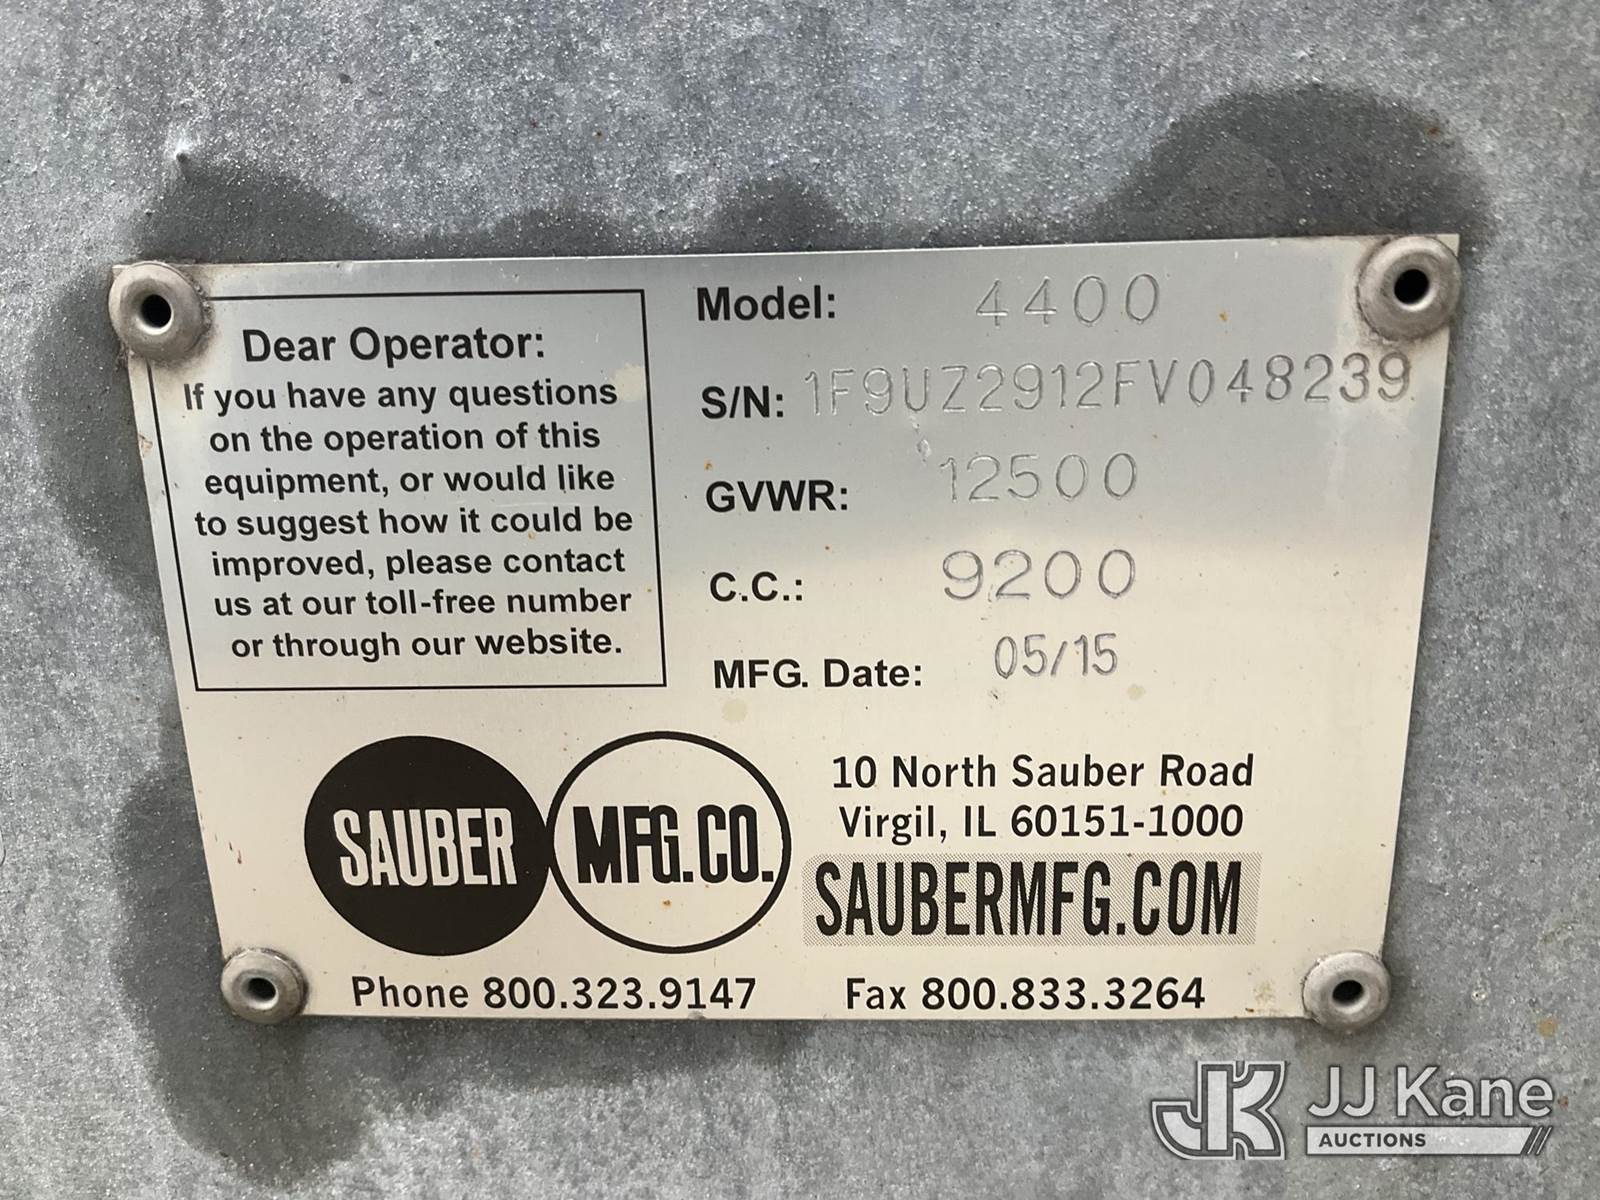 Dear Operator:
If you have any questions
on the operation of this
equipment, or would like
to suggest how it could be
improved, please contact
us at our toll-free number
or through our website.
Model: 4400
S/N: 1F9UZ2912FV048239
GVWR: 12500
C.C.: 9200
MFG. Date: 05/15
SAUBER MFG.CO.
10 North Sauber Road
Virgil, IL 60151-1000
SAUBERMFG.COM
Phone 800.323.9147 Fax 800.833.3264
JK JJ Kane
AUCTIONS